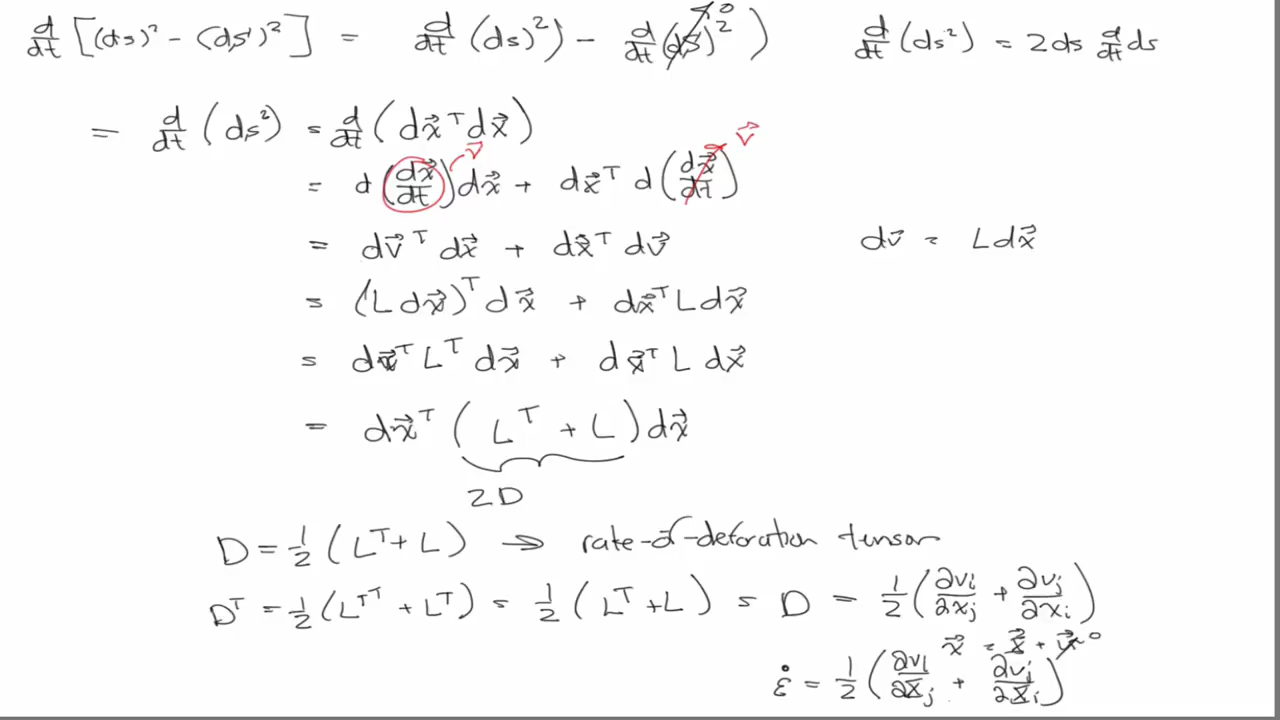 d/dt [(ds)² - (ds')²] = d/dt (ds)²) - d/dt (dS)²) → 0    d/dt (ds²) = 2ds d/dt ds
= d/dt (ds²) = d/dt (dx⃗ᵀ dx⃗)
= d (dx⃗/dt) dx⃗ + dx⃗ᵀ d (dx⃗/dt)    v⃗    v⃗
= dv⃗ᵀ dx⃗ + dx⃗ᵀ dv⃗    dv⃗ = L dx⃗
= (L dx⃗)ᵀ dx⃗ + dx⃗ᵀ L dx⃗
= dx⃗ᵀ Lᵀ dx⃗ + dx⃗ᵀ L dx⃗
= dx⃗ᵀ (Lᵀ + L) dx⃗
2D
D = 1/2 (Lᵀ + L) → rate-of-deforation tensor
Dᵀ = 1/2 (Lᵀᵀ + Lᵀ) = 1/2 (Lᵀ + L) = D = 1/2 (∂vᵢ/∂xⱼ + ∂vⱼ/∂xᵢ)
x⃗ = X⃗ + u⃗ → 0
ε̇ = 1/2 (∂vᵢ/∂Xⱼ + ∂vⱼ/∂Xᵢ)